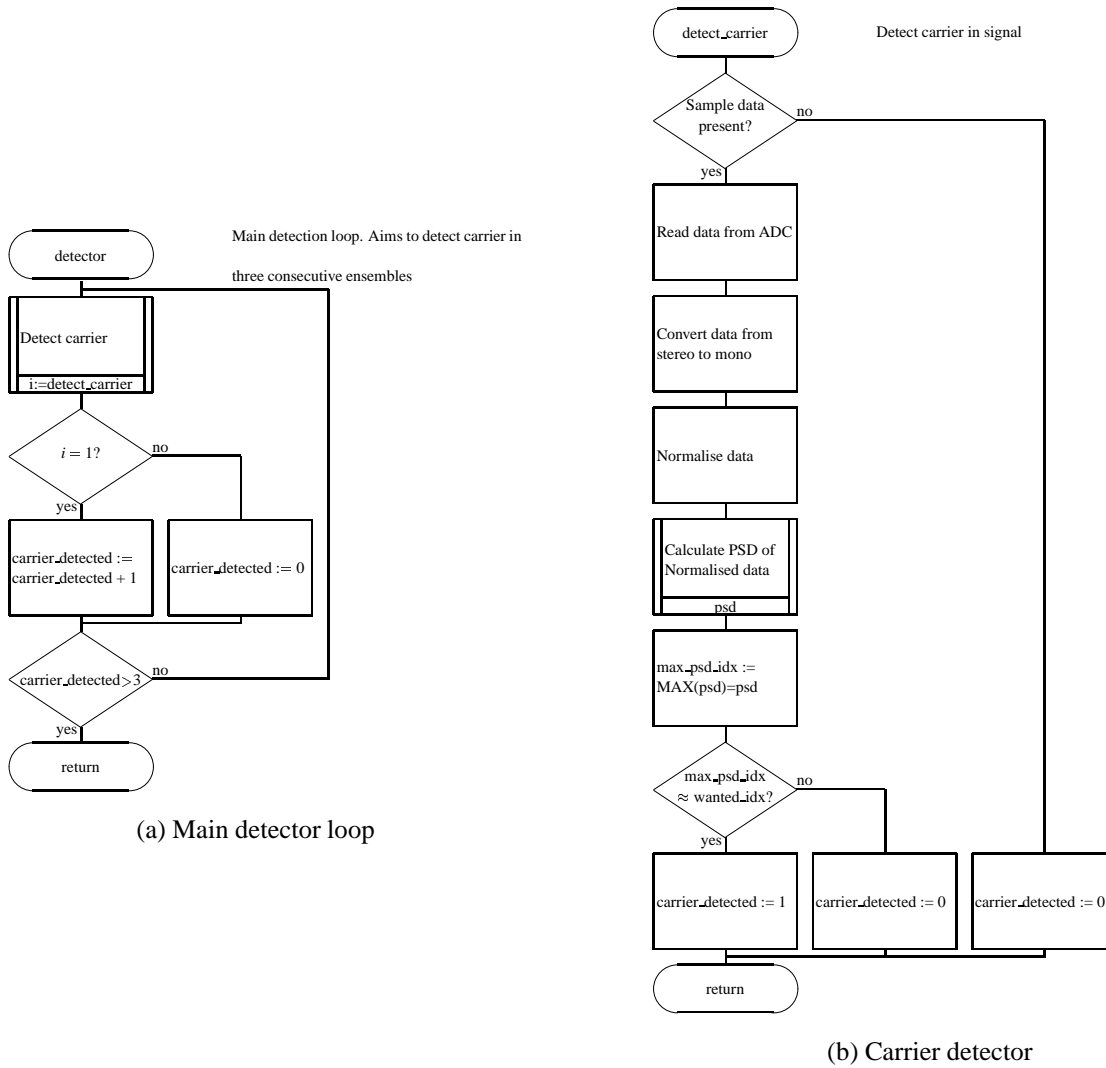 detector
Main detection loop. Aims to detect carrier in
three consecutive ensembles
Detect carrier
i:=detect_carrier
i = 1?
no
yes
carrier_detected :=
carrier_detected + 1
carrier_detected := 0
carrier_detected>3
no
yes
return
(a) Main detector loop
detect_carrier
Detect carrier in signal
Sample data
present?
no
yes
Read data from ADC
Convert data from
stereo to mono
Normalise data
Calculate PSD of
Normalised data
psd
max_psd_idx :=
MAX(psd)=psd
max_psd_idx
≈ wanted_idx?
no
yes
carrier_detected := 1
carrier_detected := 0
carrier_detected := 0
return
(b) Carrier detector